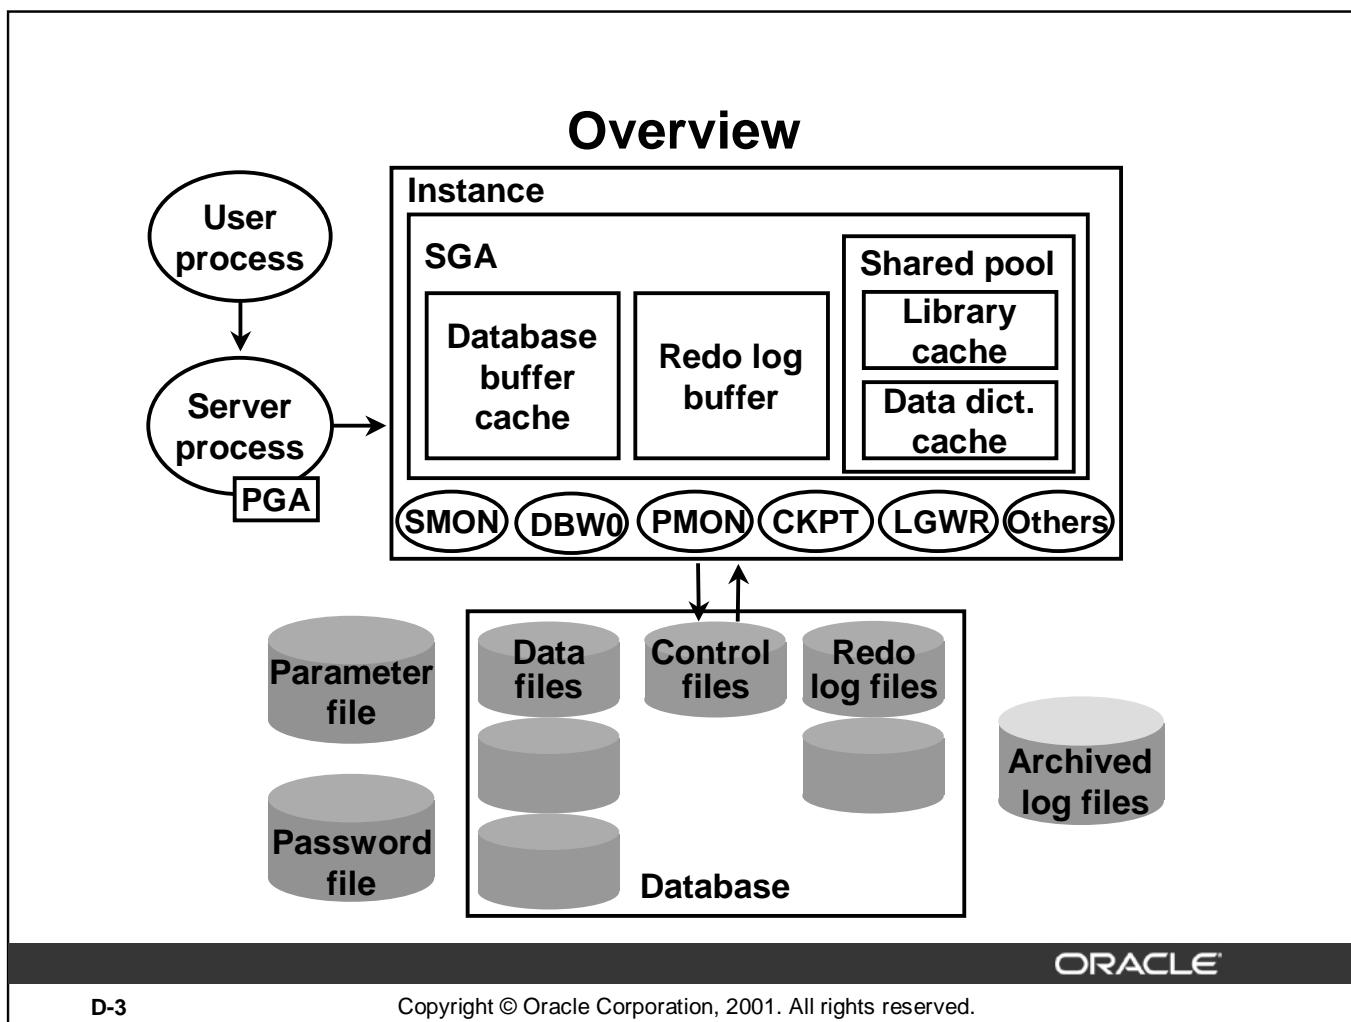 Overview
User
process
Server
process
PGA
Instance
SGA
Database
buffer
cache
Redo log
buffer
Shared pool
Library
cache
Data dict.
cache
SMON
DBW0
PMON
CKPT
LGWR
Others
Parameter
file
Password
file
Data
files
Control
files
Redo
log files
Database
Archived
log files
ORACLE®
D-3
Copyright © Oracle Corporation, 2001. All rights reserved.